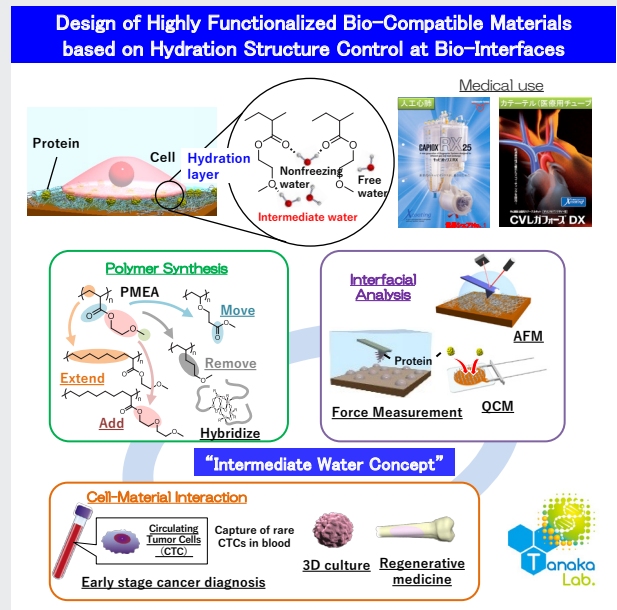 Design of Highly Functionalized Bio-Compatible Materials
based on Hydration Structure Control at Bio-Interfaces
Medical use
人工心肺
CAPIOX RX 25
カテーテル(医療用チューブ
CVレガフォース DX
Protein
Cell
Hydration
layer
Nonfreezing
water
Free
water
Intermediate water
Polymer Synthesis
PMEA
Move
Remove
Extend
Add
Hybridize
Interfacial
Analysis
AFM
Protein
Force Measurement
QCM
"Intermediate Water Concept"
Cell-Material Interaction
Circulating
Tumor Cells
(CTC)
Capture of rare
CTCs in blood
Early stage cancer diagnosis
3D culture
Regenerative
medicine
Tanaka
Lab.